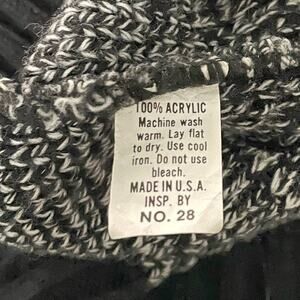 100% ACRYLIC
Machine wash
warm. Lay flat
to dry. Use cool
iron. Do not use
bleach.
MADE IN U.S.A.
INSP. BY
NO. 28